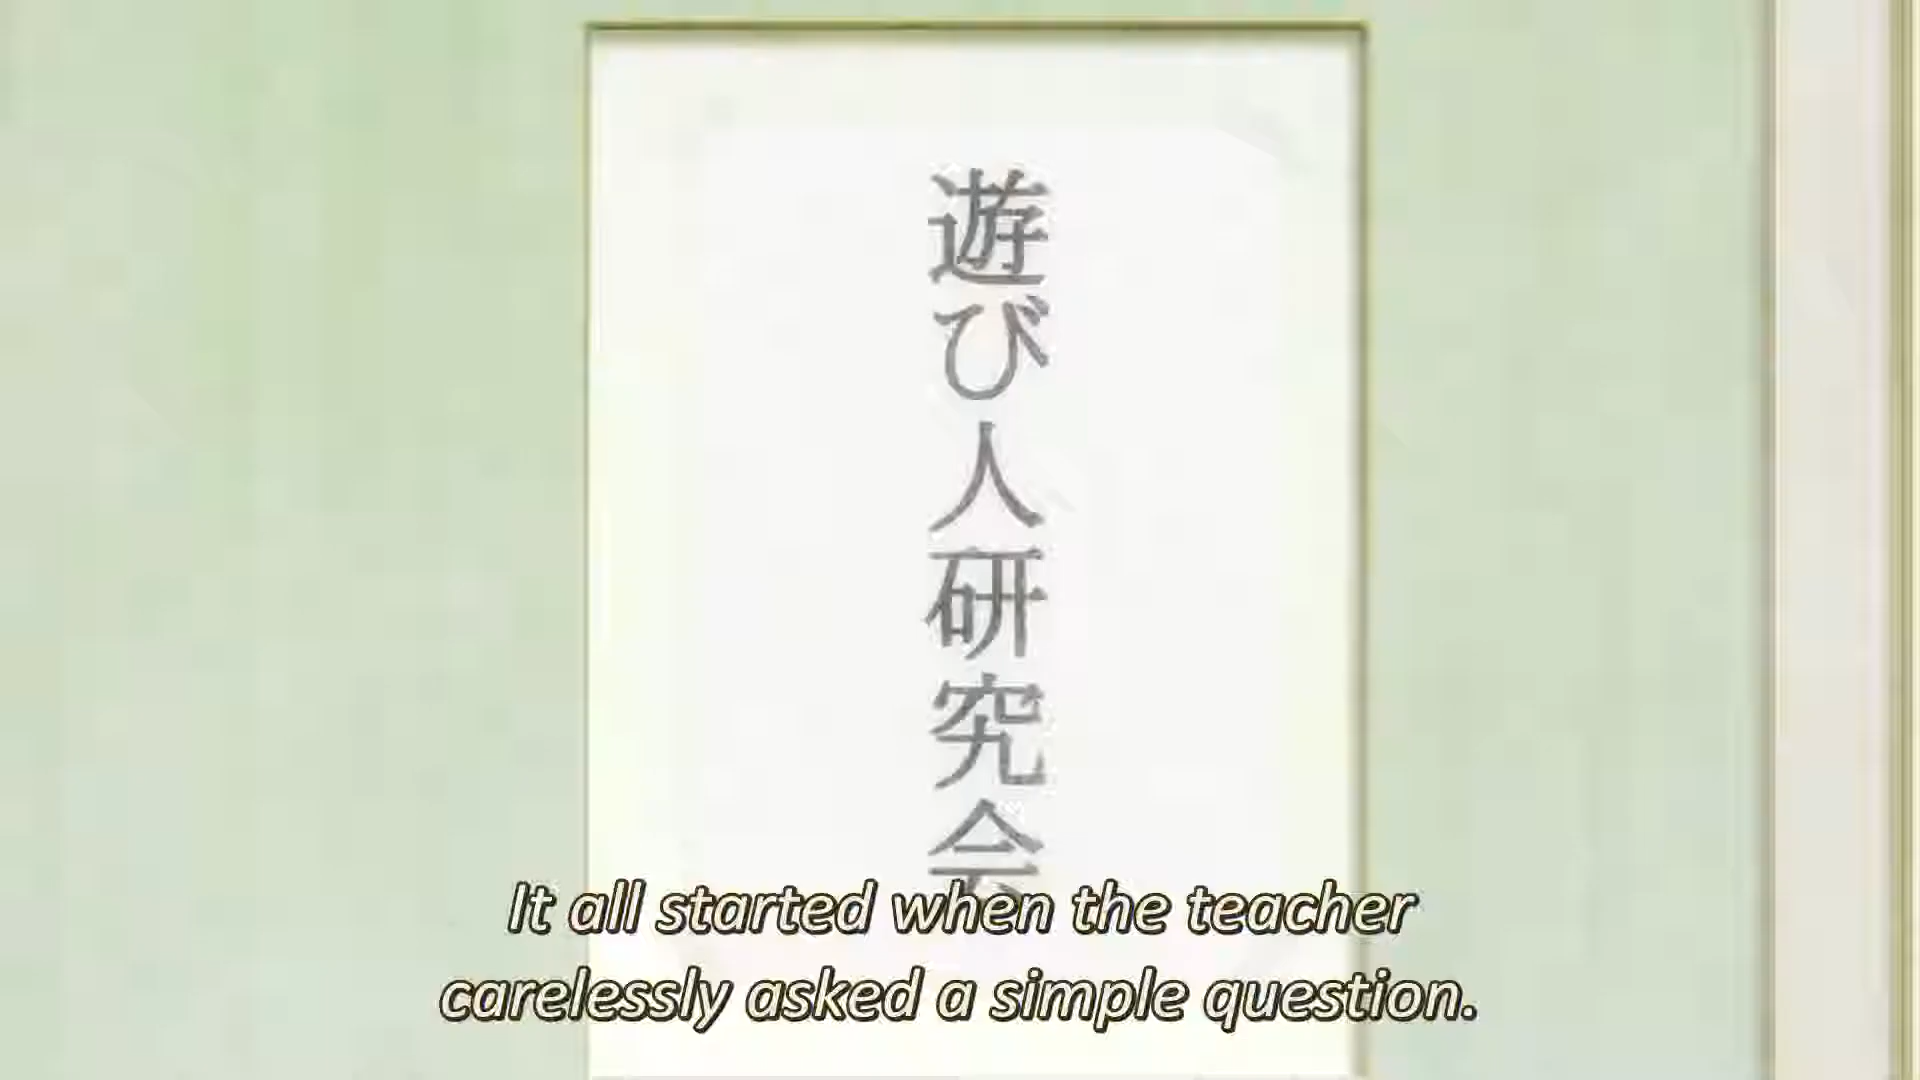 遊び人研究会
It all started when the teacher
carelessly asked a simple question.